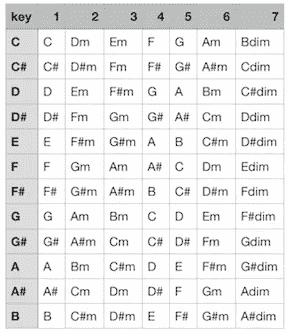 key 1 2 3 4 5 6 7
C C Dm Em F G Am Bdim
C# C# D#m Fm F# G# A#m Cdim
D D Em F#m G A Bm C#dim
D# D# Fm Gm G# A# Cm Ddim
E E F#m G#m A B C#m D#dim
F F Gm Am A# C Dm Edim
F# F# G#m A#m B C# D#m Fdim
G G Am Bm C D Em F#dim
G# G# A#m Cm C# D# Fm Gdim
A A Bm C#m D E F#m G#dim
A# A# Cm Dm D# F Gm Adim
B B C#m D#m E F# G#m A#dim